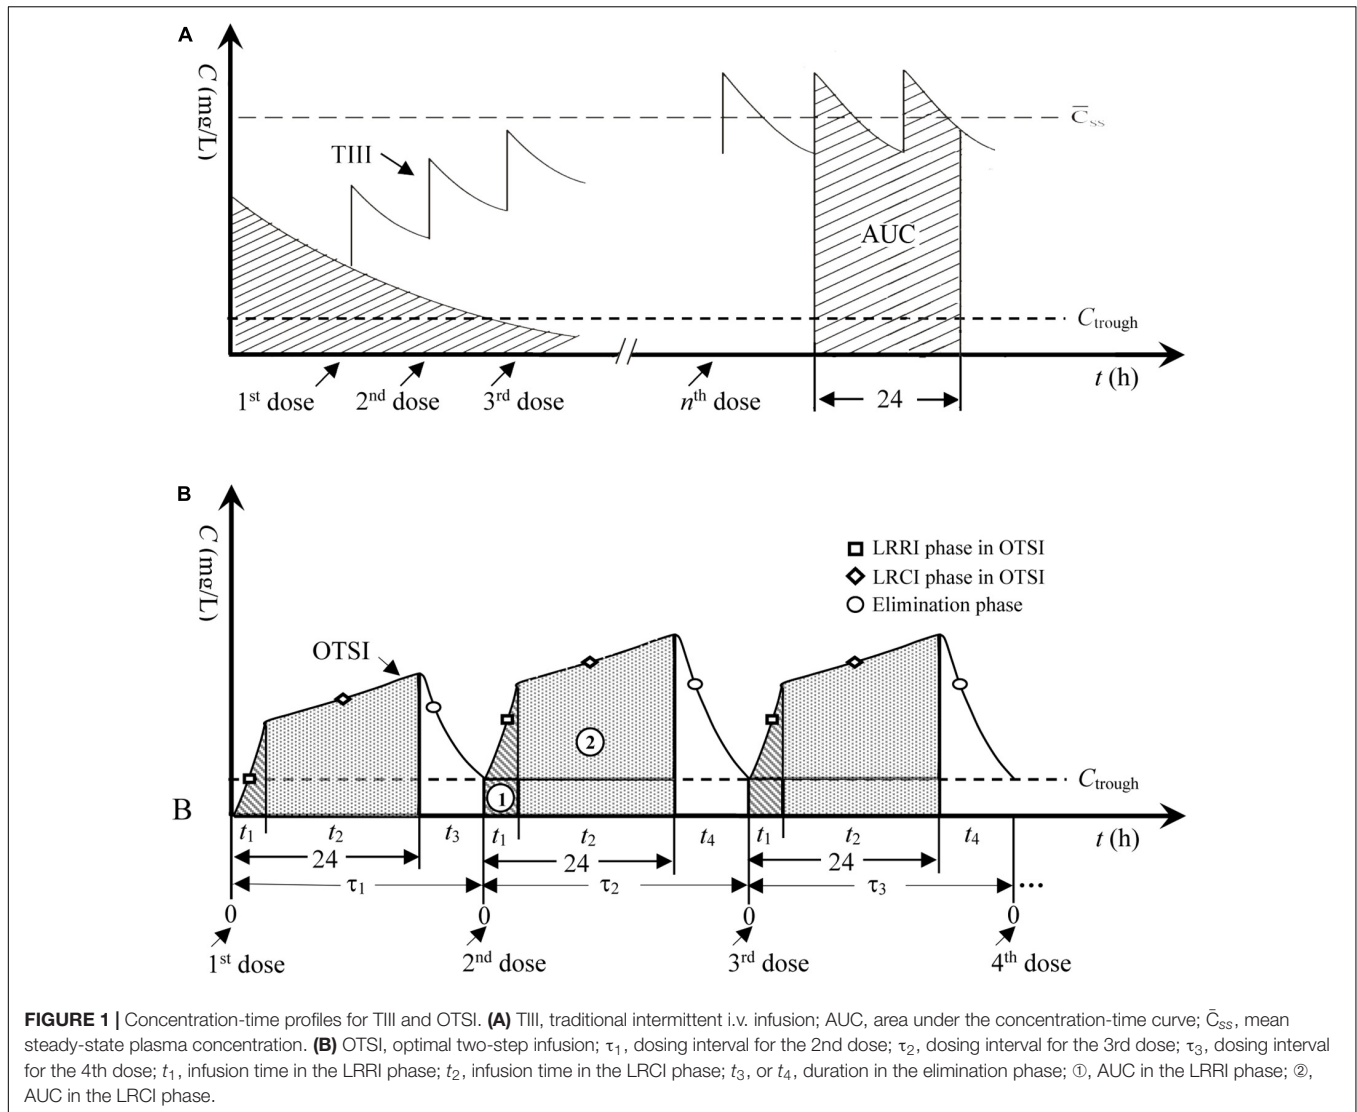 A
C (mg/L)
C̄ss
TIII
AUC
Ctrough
t (h)
1st dose
2nd dose
3rd dose
nth dose
24
B
C (mg/L)
LRRI phase in OTSI
LRCI phase in OTSI
Elimination phase
OTSI
2
Ctrough
1
B
t1
t2
t3
t1
t2
t4
t1
t2
t4
t (h)
24
24
24
τ1
τ2
τ3
...
0
0
0
0
1st dose
2nd dose
3rd dose
4th dose
FIGURE 1 | Concentration-time profiles for TIII and OTSI. (A) TIII, traditional intermittent i.v. infusion; AUC, area under the concentration-time curve; C̄ss, mean
steady-state plasma concentration. (B) OTSI, optimal two-step infusion; τ1, dosing interval for the 2nd dose; τ2, dosing interval for the 3rd dose; τ3, dosing interval
for the 4th dose; t1, infusion time in the LRRI phase; t2, infusion time in the LRCI phase; t3, or t4, duration in the elimination phase; ①, AUC in the LRRI phase; ②,
AUC in the LRCI phase.